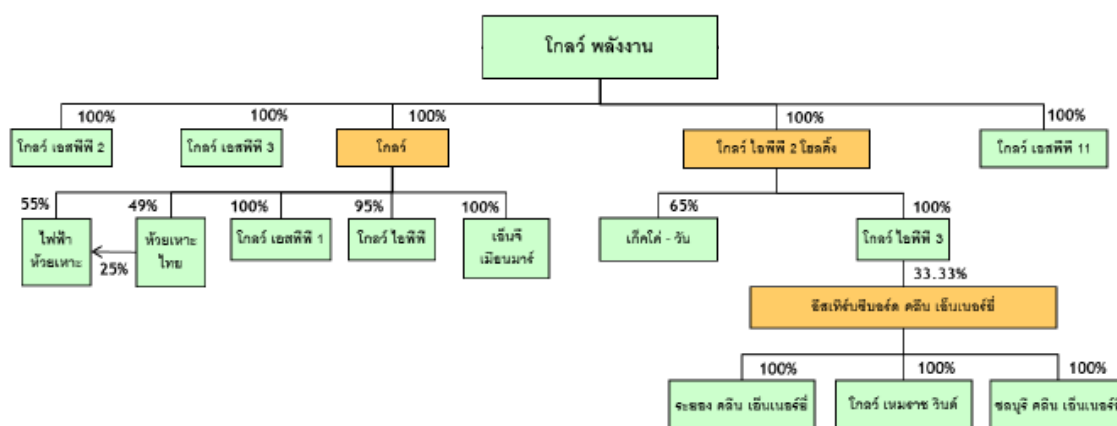 โกลว์ พลังงาน
100%
100%
100%
100%
100%
โกลว์ เอสพีพี 2
โกลว์ เอสพีพี 3
โกลว์
โกลว์ ไอพีพี 2 โฮลดิ้ง
โกลว์ เอสพีพี 11
55%
49%
100%
95%
100%
65%
100%
ไฟฟ้า
ห้วยเหาะ
25%
ห้วยเหาะ
ไทย
โกลว์ เอสพีพี 1
โกลว์ ไอพีพี
เอ็นจี
เมียนมาร์
เก็คโค่ - วัน
โกลว์ ไอพีพี 3
33.33%
อีสเทิร์นซีบอร์ด คลีน เอ็นเนอร์ยี่
100%
100%
100%
ระยอง คลีน เอ็นเนอร์ยี่
โกลว์ เหมราช วินด์
ชลบุรี คลีน เอ็นเนอร์ยี่